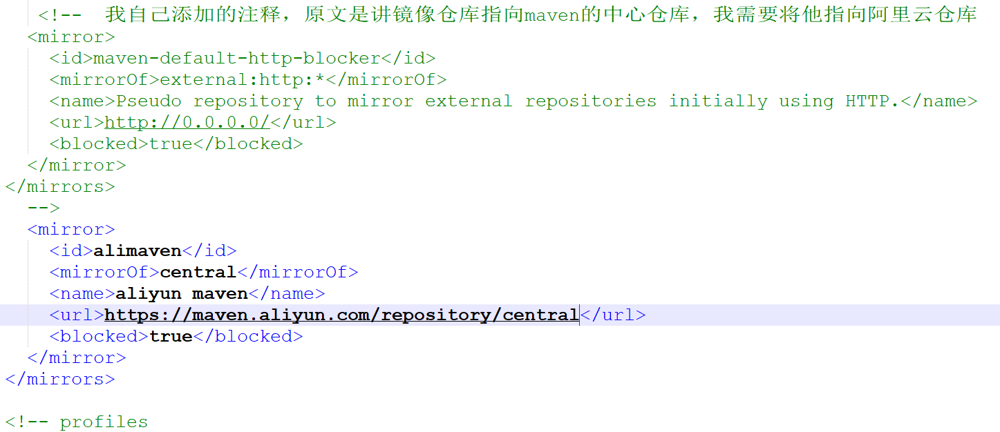 <!-- 我自己添加的注释，原文是讲镜像仓库指向maven的中心仓库，我需要将他指向阿里云仓库
<mirror>
<id>maven-default-http-blocker</id>
<mirrorOf>external:http:*</mirrorOf>
<name>Pseudo repository to mirror external repositories initially using HTTP.</name>
<url>http://0.0.0.0/</url>
<blocked>true</blocked>
</mirror>
</mirrors>
-->
<mirror>
<id>alimaven</id>
<mirrorOf>central</mirrorOf>
<name>aliyun maven</name>
<url>https://maven.aliyun.com/repository/central</url>
<blocked>true</blocked>
</mirror>
</mirrors>
<!-- profiles